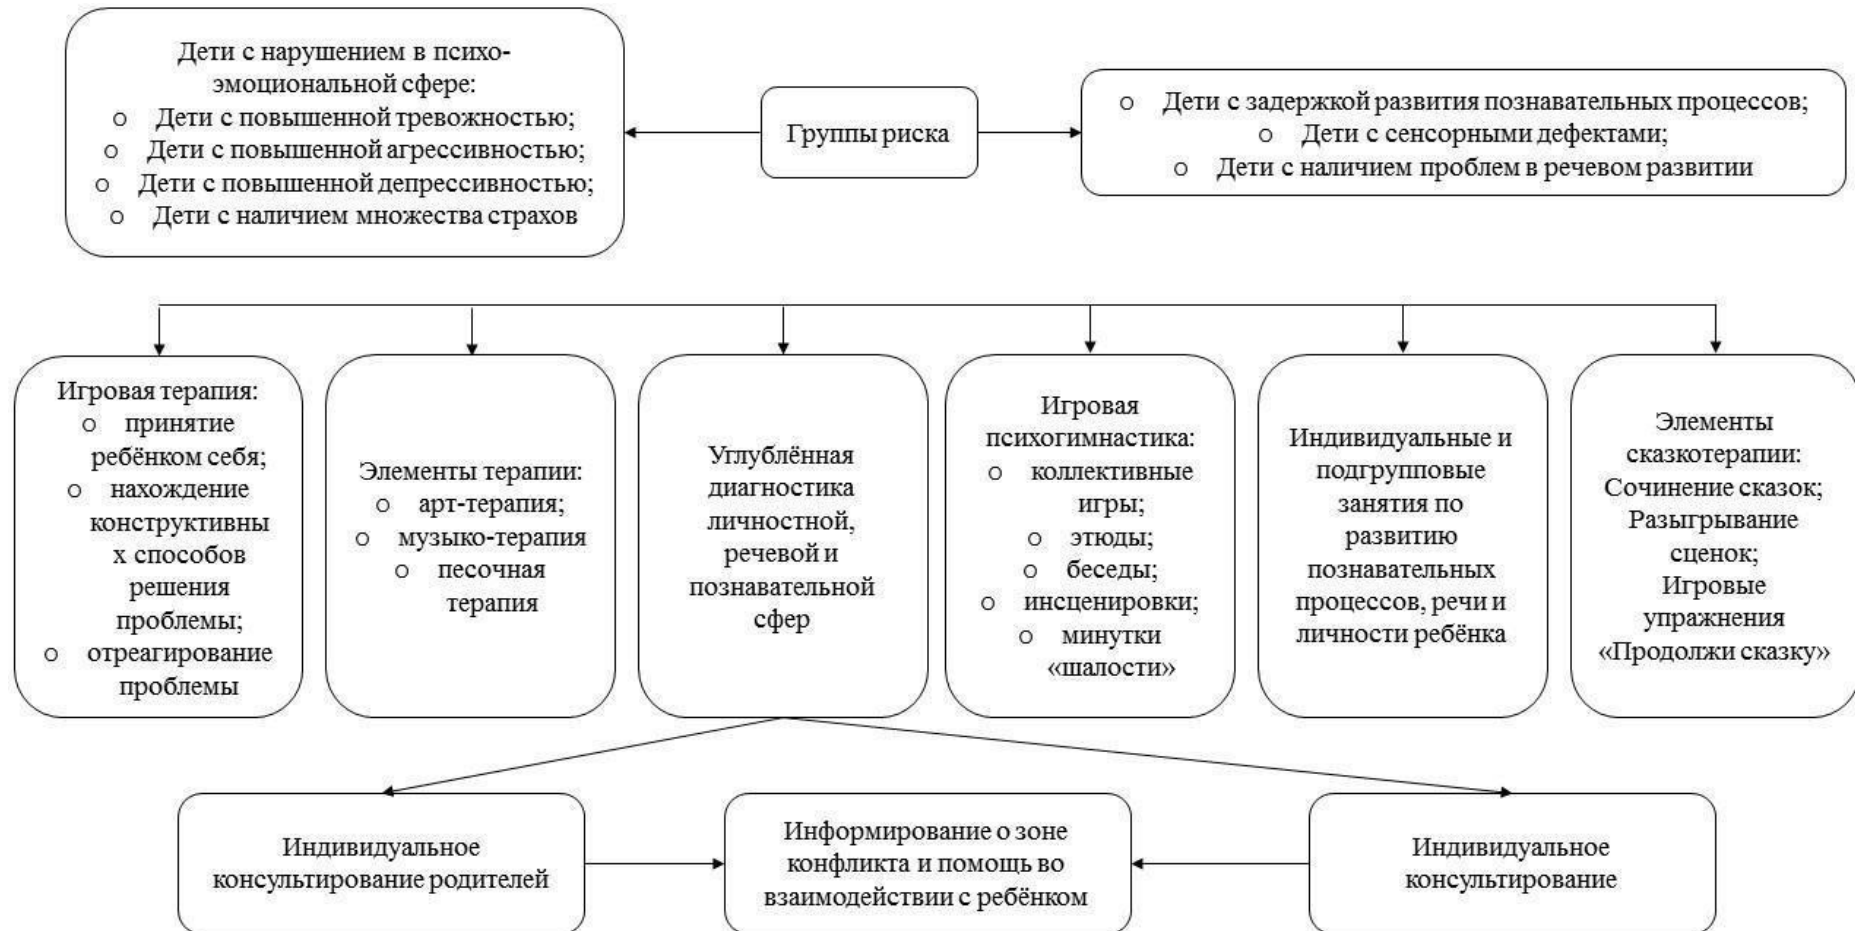 Дети с нарушением в психо-
эмоциональной сфере:
o Дети с повышенной тревожностью;
o Дети с повышенной агрессивностью;
o Дети с повышенной депрессивностью;
o Дети с наличием множества страхов
Группы риска
o Дети с задержкой развития познавательных процессов;
o Дети с сенсорными дефектами;
o Дети с наличием проблем в речевом развитии
Игровая терапия:
o принятие
ребёнком себя;
o нахождение
конструктивны
х способов
решения
проблемы;
o отреагирование
проблемы
Элементы терапии:
o арт-терапия;
o музыко-терапия
o песочная
терапия
Углублённая
диагностика
личностной,
речевой и
познавательной
сфер
Игровая
психогимнастика:
o коллективные
игры;
o этюды;
o беседы;
o инсценировки;
o минутки
«шалости»
Индивидуальные и
подгрупповые
занятия по
развитию
познавательных
процессов, речи и
личности ребёнка
Элементы
сказкотерапии:
Сочинение сказок;
Разыгрывание
сценок;
Игровые
упражнения
«Продолжи сказку»
Индивидуальное
консультирование родителей
Информирование о зоне
конфликта и помощь во
взаимодействии с ребёнком
Индивидуальное
консультирование